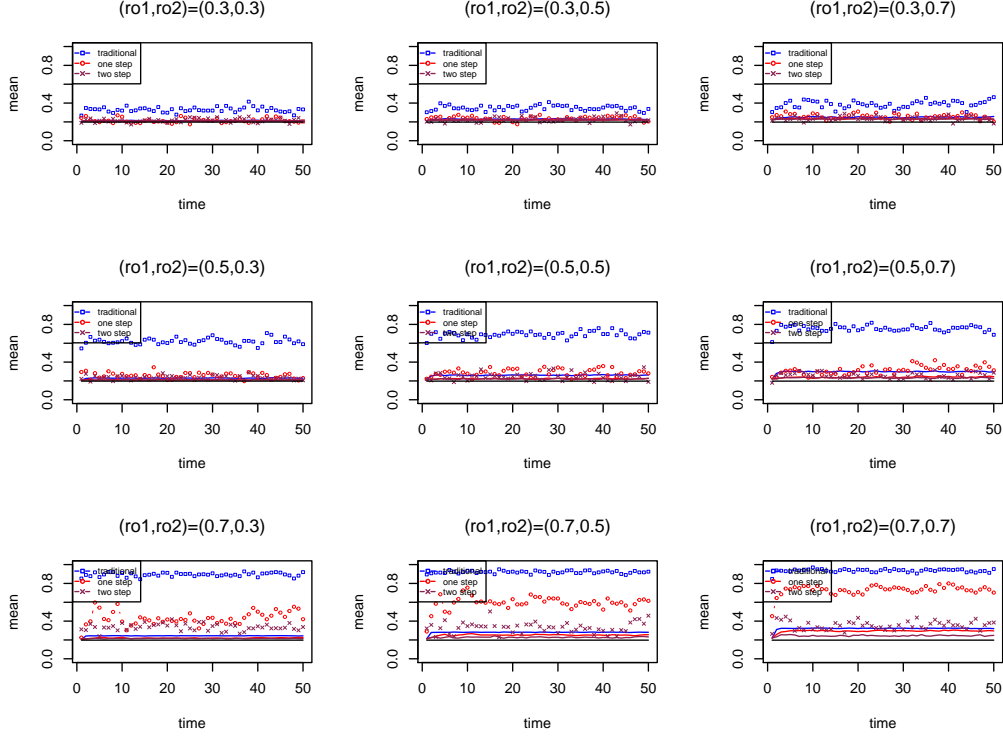 (ro1,ro2)=(0.3,0.3)
mean
0.0 0.4 0.8
traditional
one step
two step
0 10 20 30 40 50
time
(ro1,ro2)=(0.3,0.5)
mean
0.0 0.4 0.8
traditional
one step
two step
0 10 20 30 40 50
time
(ro1,ro2)=(0.3,0.7)
mean
0.0 0.4 0.8
traditional
one step
two step
0 10 20 30 40 50
time
(ro1,ro2)=(0.5,0.3)
mean
0.0 0.4 0.8
traditional
one step
two step
0 10 20 30 40 50
time
(ro1,ro2)=(0.5,0.5)
mean
0.0 0.4 0.8
traditional
one step
two step
0 10 20 30 40 50
time
(ro1,ro2)=(0.5,0.7)
mean
0.0 0.4 0.8
traditional
one step
two step
0 10 20 30 40 50
time
(ro1,ro2)=(0.7,0.3)
mean
0.0 0.4 0.8
traditional
one step
two step
0 10 20 30 40 50
time
(ro1,ro2)=(0.7,0.5)
mean
0.0 0.4 0.8
traditional
one step
two step
0 10 20 30 40 50
time
(ro1,ro2)=(0.7,0.7)
mean
0.0 0.4 0.8
traditional
one step
two step
0 10 20 30 40 50
time